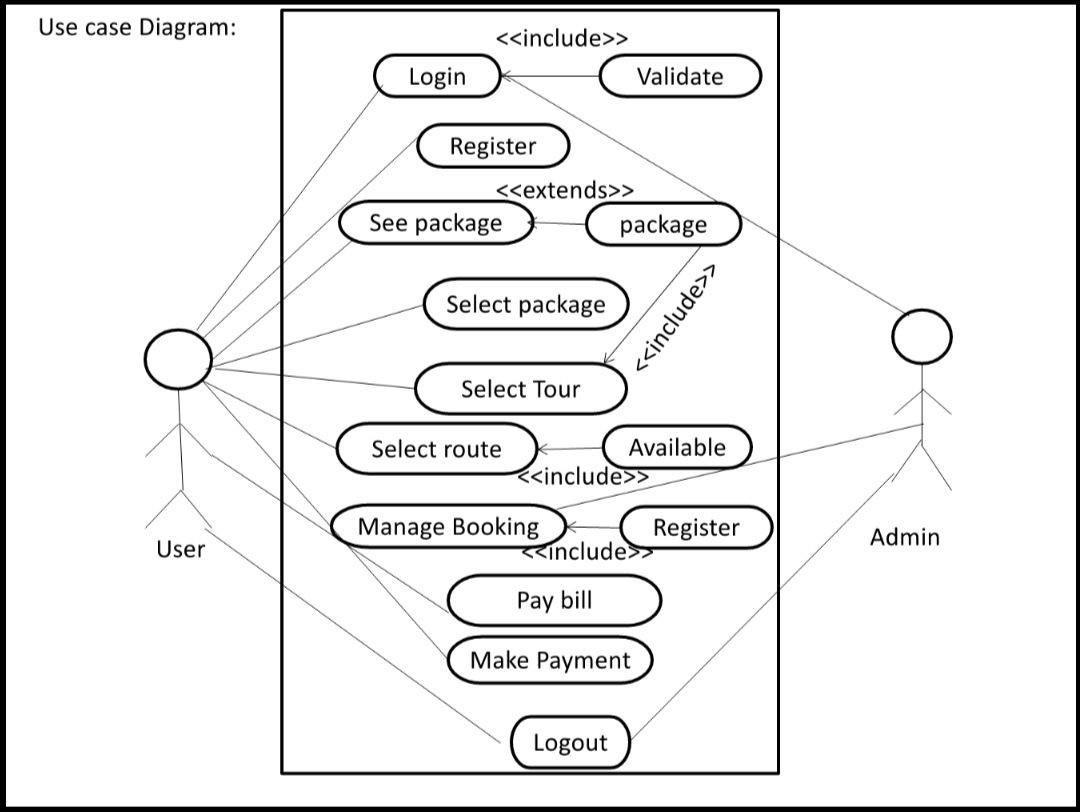 Use case Diagram:
<<include>>
Login
Validate
Register
<<extends>>
See package
package
<<include>>
Select package
Select Tour
Select route
Available
<<include>>
Manage Booking
Register
<<include>>
User
Admin
Pay bill
Make Payment
Logout